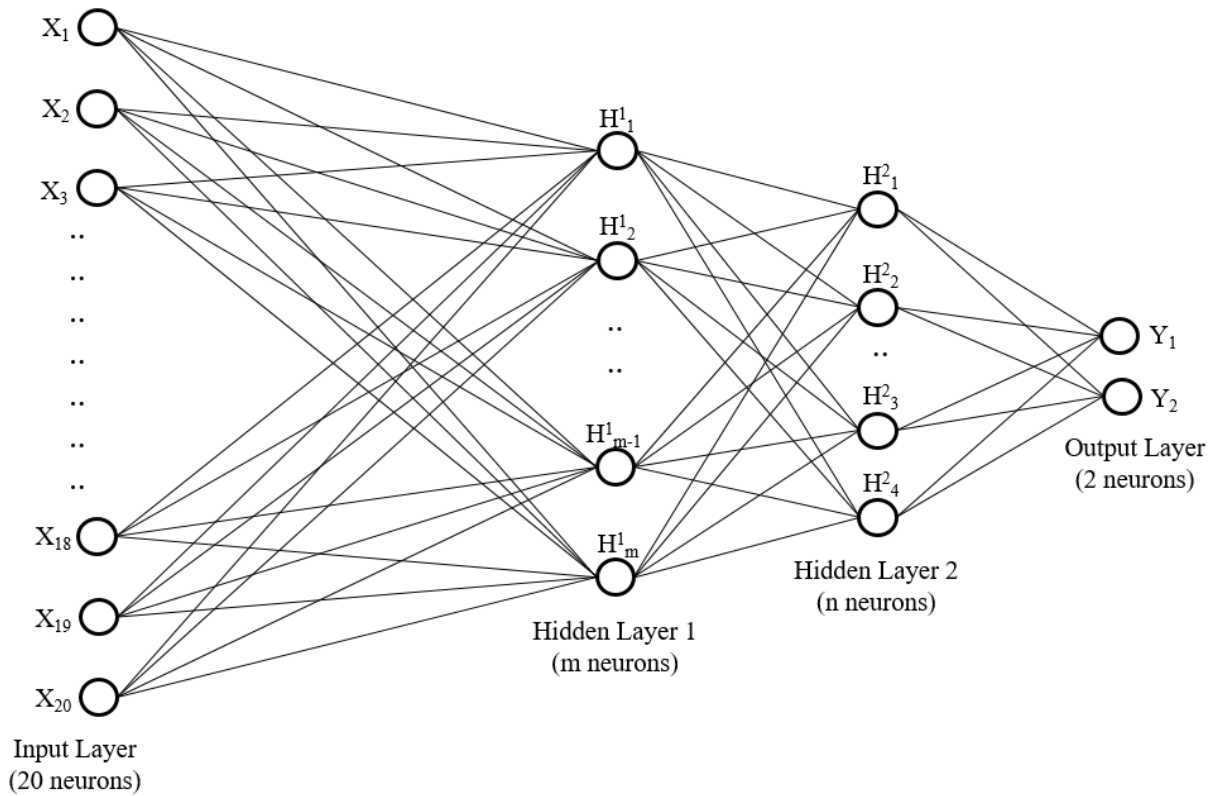 X₁
X₂
X₃
..
..
..
..
..
..
..
X₁₈
X₁₉
X₂₀
Input Layer
(20 neurons)
H¹₁
H¹₂
..
..
H¹ₘ₋₁
H¹ₘ
Hidden Layer 1
(m neurons)
H²₁
H²₂
..
H²₃
H²₄
Hidden Layer 2
(n neurons)
Y₁
Y₂
Output Layer
(2 neurons)